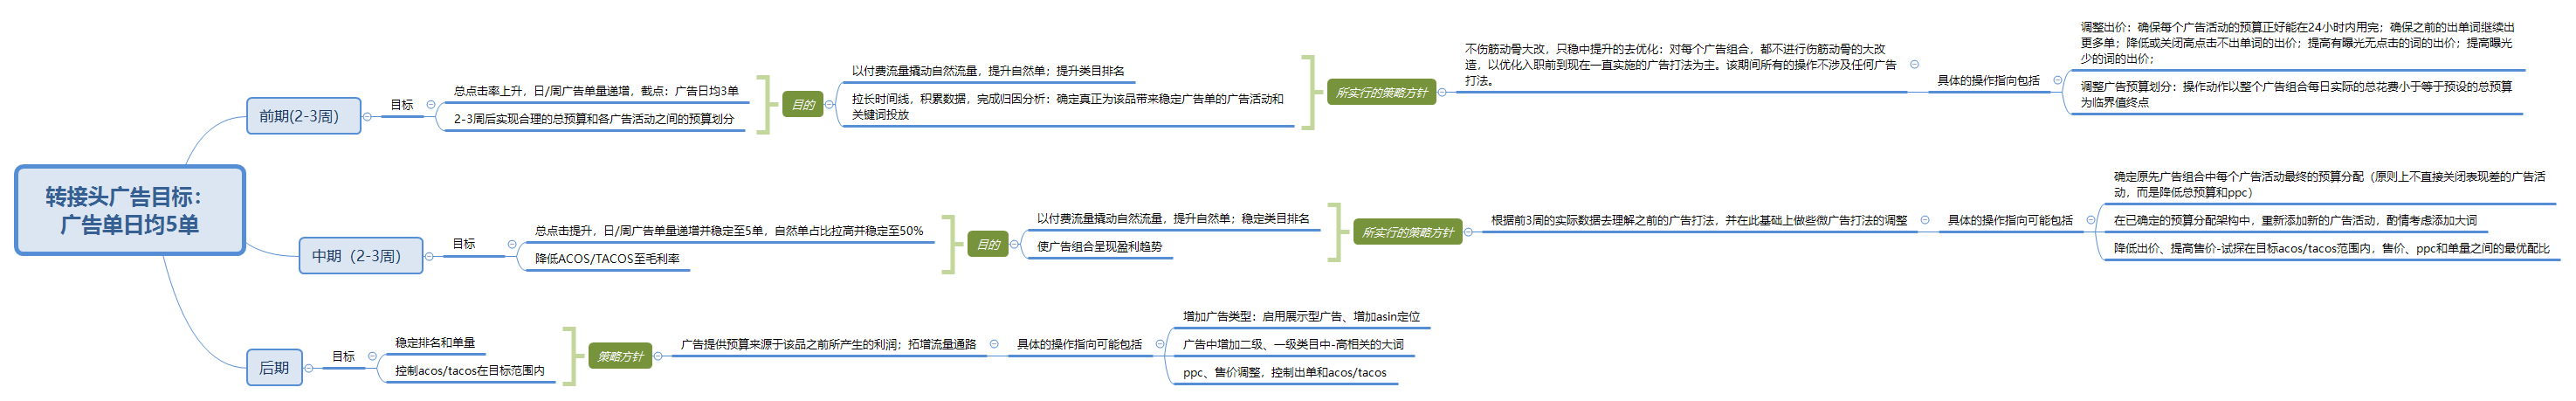 转接头广告目标：
广告单日均5单
前期(2-3周）
目标
总点击率上升，日/周广告单量递增，截点：广告日均3单
2-3周后实现合理的总预算和各广告活动之间的预算划分
目的
以付费流量撬动自然流量，提升自然单；提升类目排名
拉长时间线，积累数据，完成归因分析：确定真正为该品带来稳定广告单的广告活动和
关键词投放
所实行的策略方针
不伤筋动骨大改，只稳中提升的去优化：对每个广告组合，都不进行伤筋动骨的大改
造，以优化入职前到现在一直实施的广告打法为主。该期间所有的操作不涉及任何广告
打法。
具体的操作指向包括
调整出价：确保每个广告活动的预算正好能在24小时内用完；确保之前的出单词继续出
更多单；降低或关闭高点击不出单词的出价；提高有曝光无点击的词的出价；提高曝光
少的词的出价；
调整广告预算划分：操作动作以整个广告组合每日实际的总花费小于等于预设的总预算
为临界值终点
中期（2-3周）
目标
总点击提升，日/周广告单量递增并稳定至5单，自然单占比拉高并稳定至50%
降低ACOS/TACOS至毛利率
目的
以付费流量撬动自然流量，提升自然单；稳定类目排名
使广告组合呈现盈利趋势
所实行的策略方针
根据前3周的实际数据去理解之前的广告打法，并在此基础上做些微广告打法的调整
具体的操作指向可能包括
确定原先广告组合中每个广告活动最终的预算分配（原则上不直接关闭表现差的广告活
动，而是降低总预算和ppc）
在已确定的预算分配架构中，重新添加新的广告活动，酌情考虑添加大词
降低出价、提高售价-试探在目标acos/tacos范围内，售价、ppc和单量之间的最优配比
后期
目标
稳定排名和单量
控制acos/tacos在目标范围内
策略方针
广告提供预算来源于该品之前所产生的利润；拓增流量通路
具体的操作指向可能包括
增加广告类型：启用展示型广告、增加asin定位
广告中增加二级、一级类目中-高相关的大词
ppc、售价调整，控制出单和acos/tacos